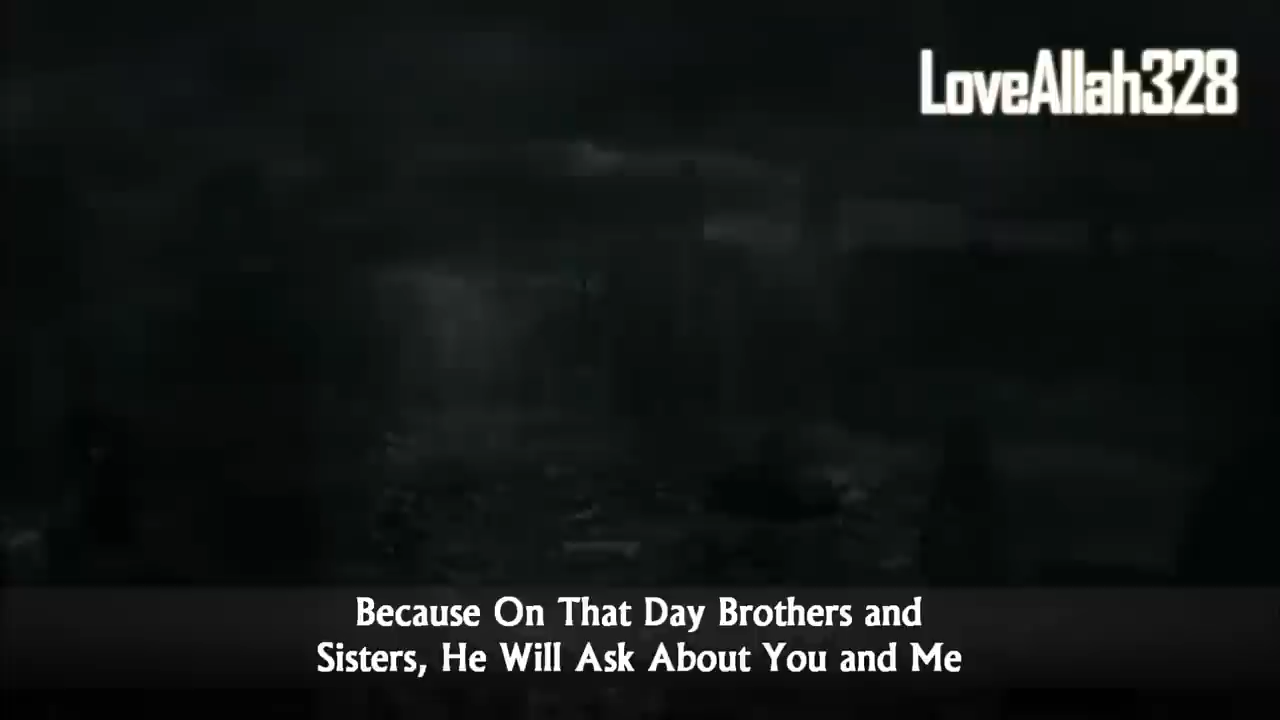 LoveAllah328
Because On That Day Brothers and
Sisters, He Will Ask About You and Me